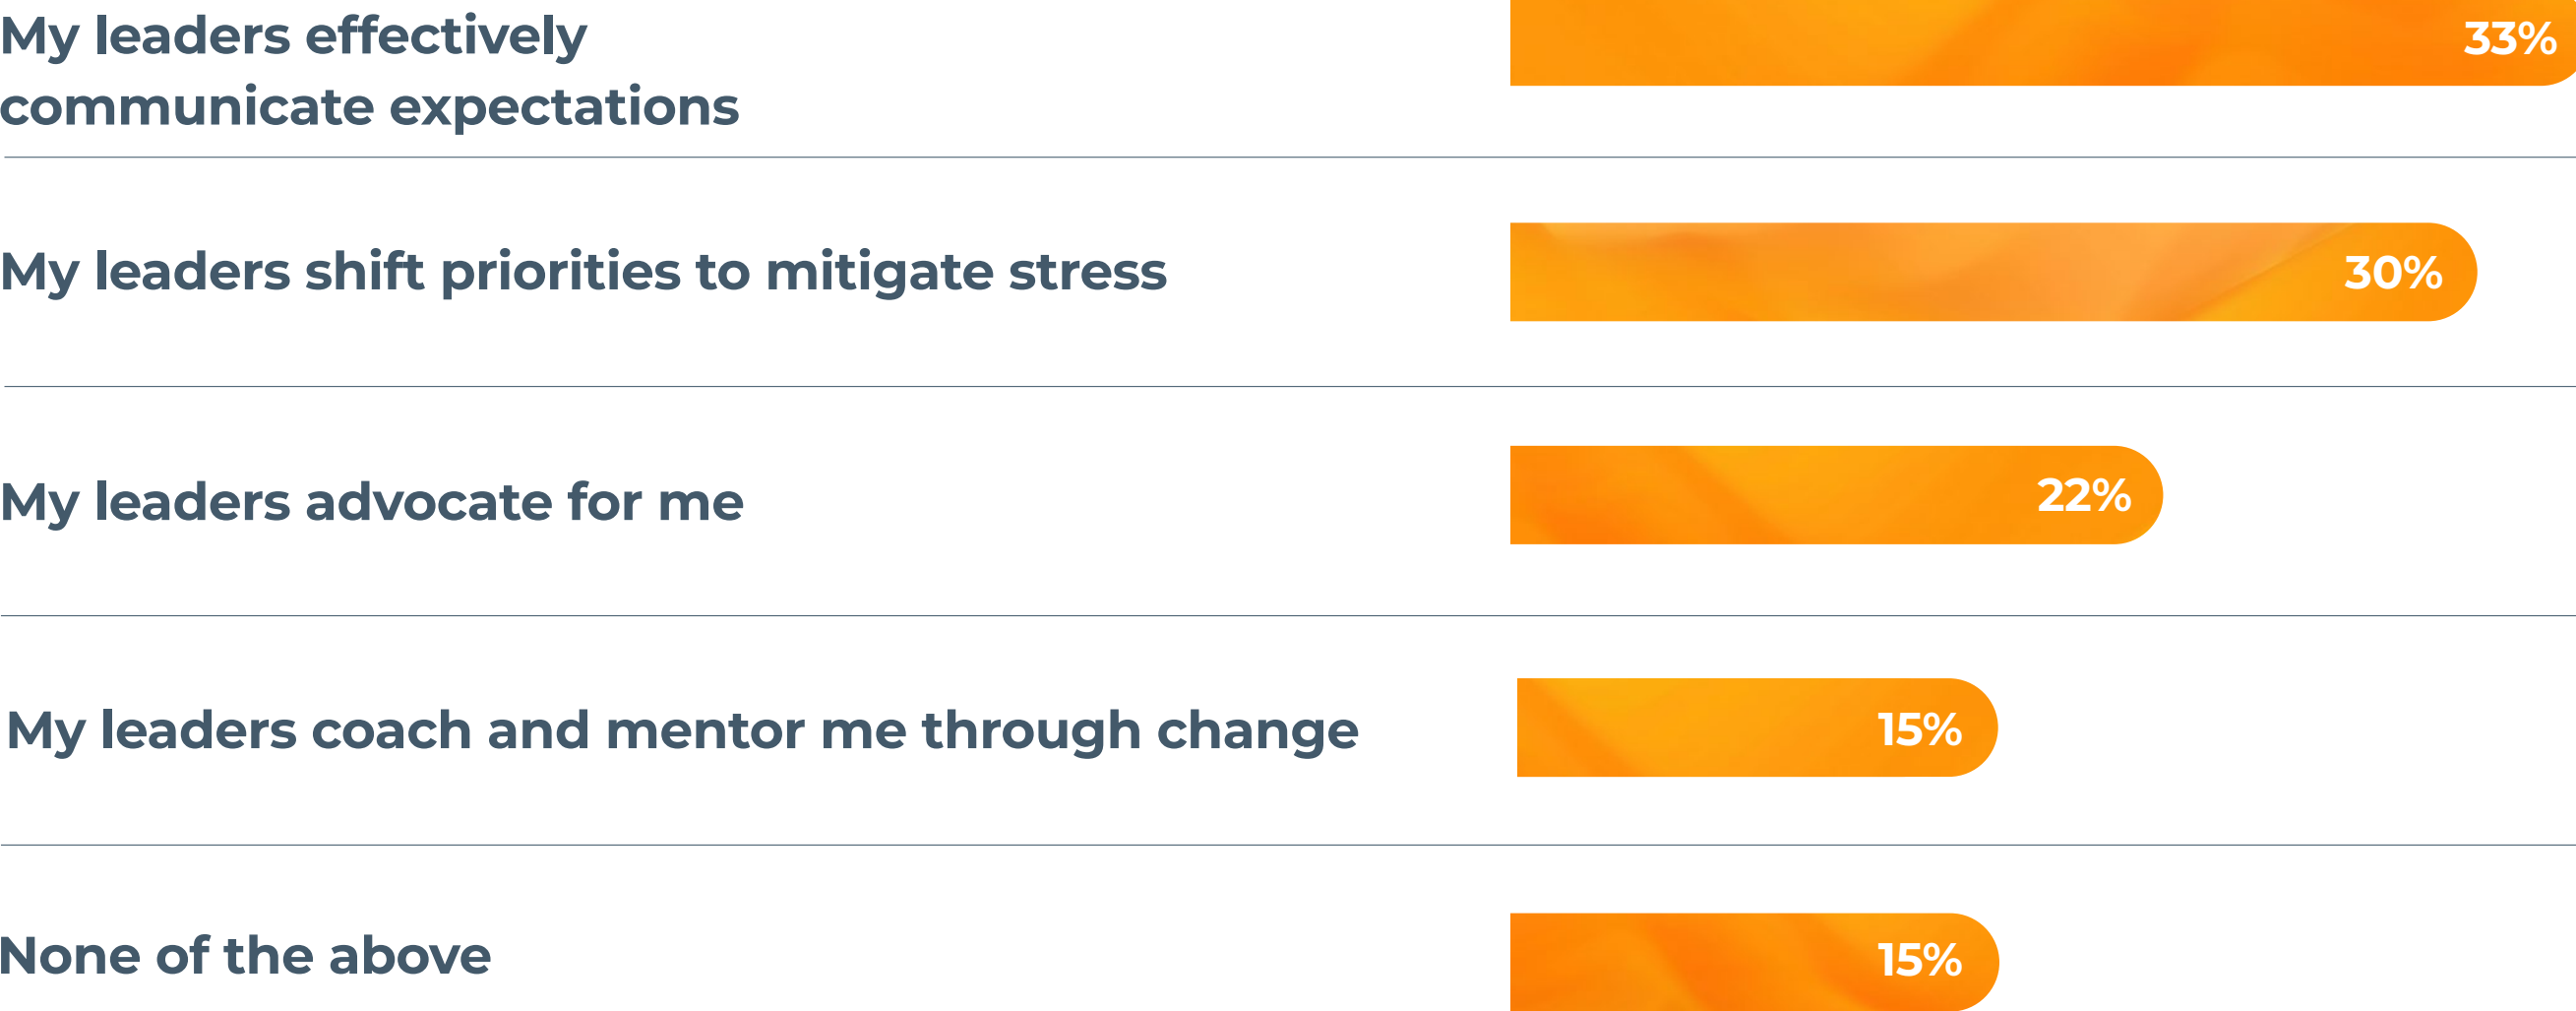 My leaders effectively
communicate expectations
33%
My leaders shift priorities to mitigate stress
30%
My leaders advocate for me
22%
My leaders coach and mentor me through change
15%
None of the above
15%